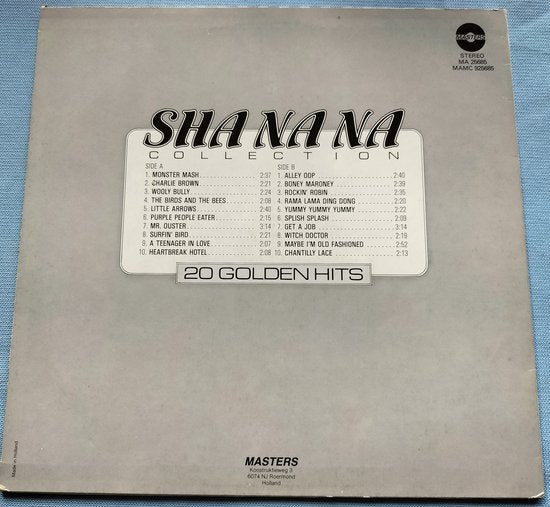 MASTERS
STEREO
MA 25685
MAMC 925685
SHA NA NA
COLLECTION
SIDE A
1. MONSTER MASH 2:37
2. CHARLIE BROWN 2:21
3. WOOLY BULLY 2:24
4. THE BIRDS AND THE BEES 2:08
5. LITTLE ARROWS 2:40
6. PURPLE PEOPLE EATER 2:15
7. MR. OUSTER 3:14
8. SURFIN' BIRD 2:21
9. A TEENAGER IN LOVE 2:07
10. HEARTBREAK HOTEL 2:08
SIDE B
1. ALLEY OOP 2:40
2. BONEY MARONEY 2:39
3. ROCKIN' ROBIN 2:35
4. RAMA LAMA DING DONG 2:20
5. YUMMY YUMMY YUMMY 2:22
6. SPLISH SPLASH 2:09
7. GET A JOB 3:14
8. WITCH DOCTOR 2:19
9. MAYBE I'M OLD FASHIONED 2:52
10. CHANTILLY LACE 2:13
20 GOLDEN HITS
Made in Holland
MASTERS
Konstruktieweg 3
6074 NJ Roermond
Holland